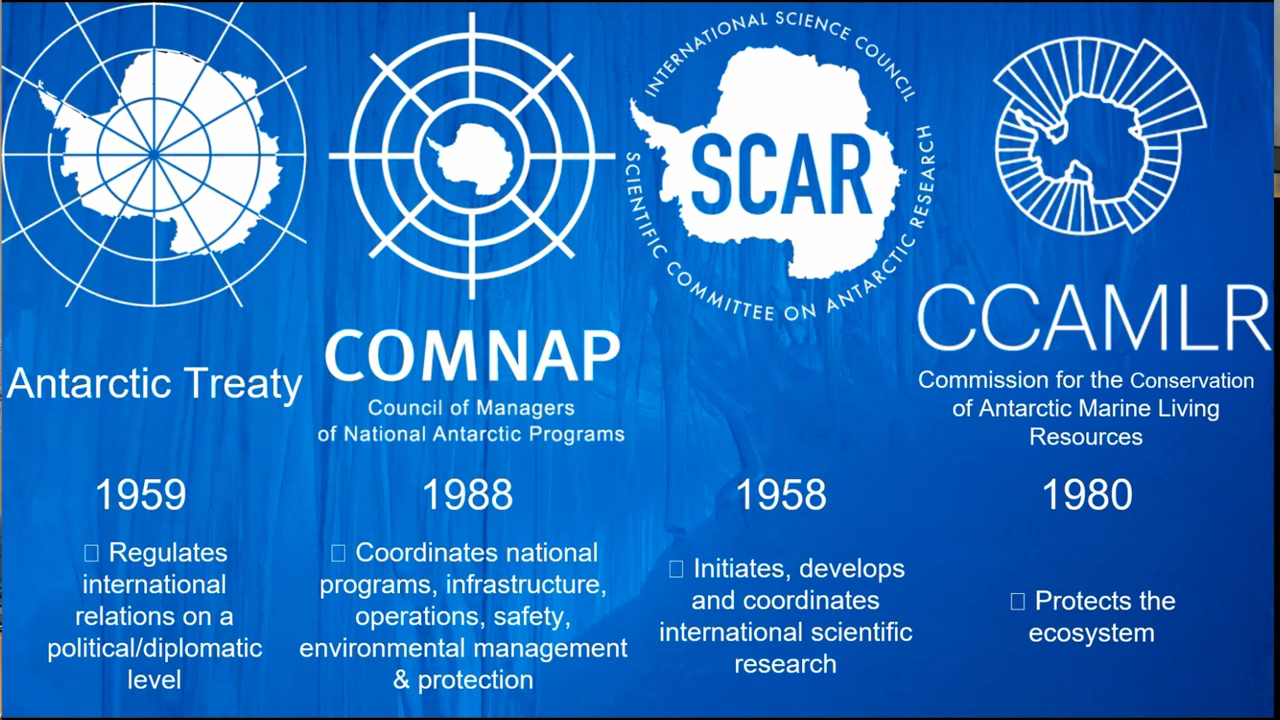 Antarctic Treaty
1959
□ Regulates
international
relations on a
political/diplomatic
level
COMNAP
Council of Managers
of National Antarctic Programs
1988
□ Coordinates national
programs, infrastructure,
operations, safety,
environmental management
& protection
INTERNATIONAL SCIENCE COUNCIL
SCAR
SCIENTIFIC COMMITTEE ON ANTARCTIC RESEARCH
1958
□ Initiates, develops
and coordinates
international scientific
research
CCAMLR
Commission for the Conservation
of Antarctic Marine Living
Resources
1980
□ Protects the
ecosystem